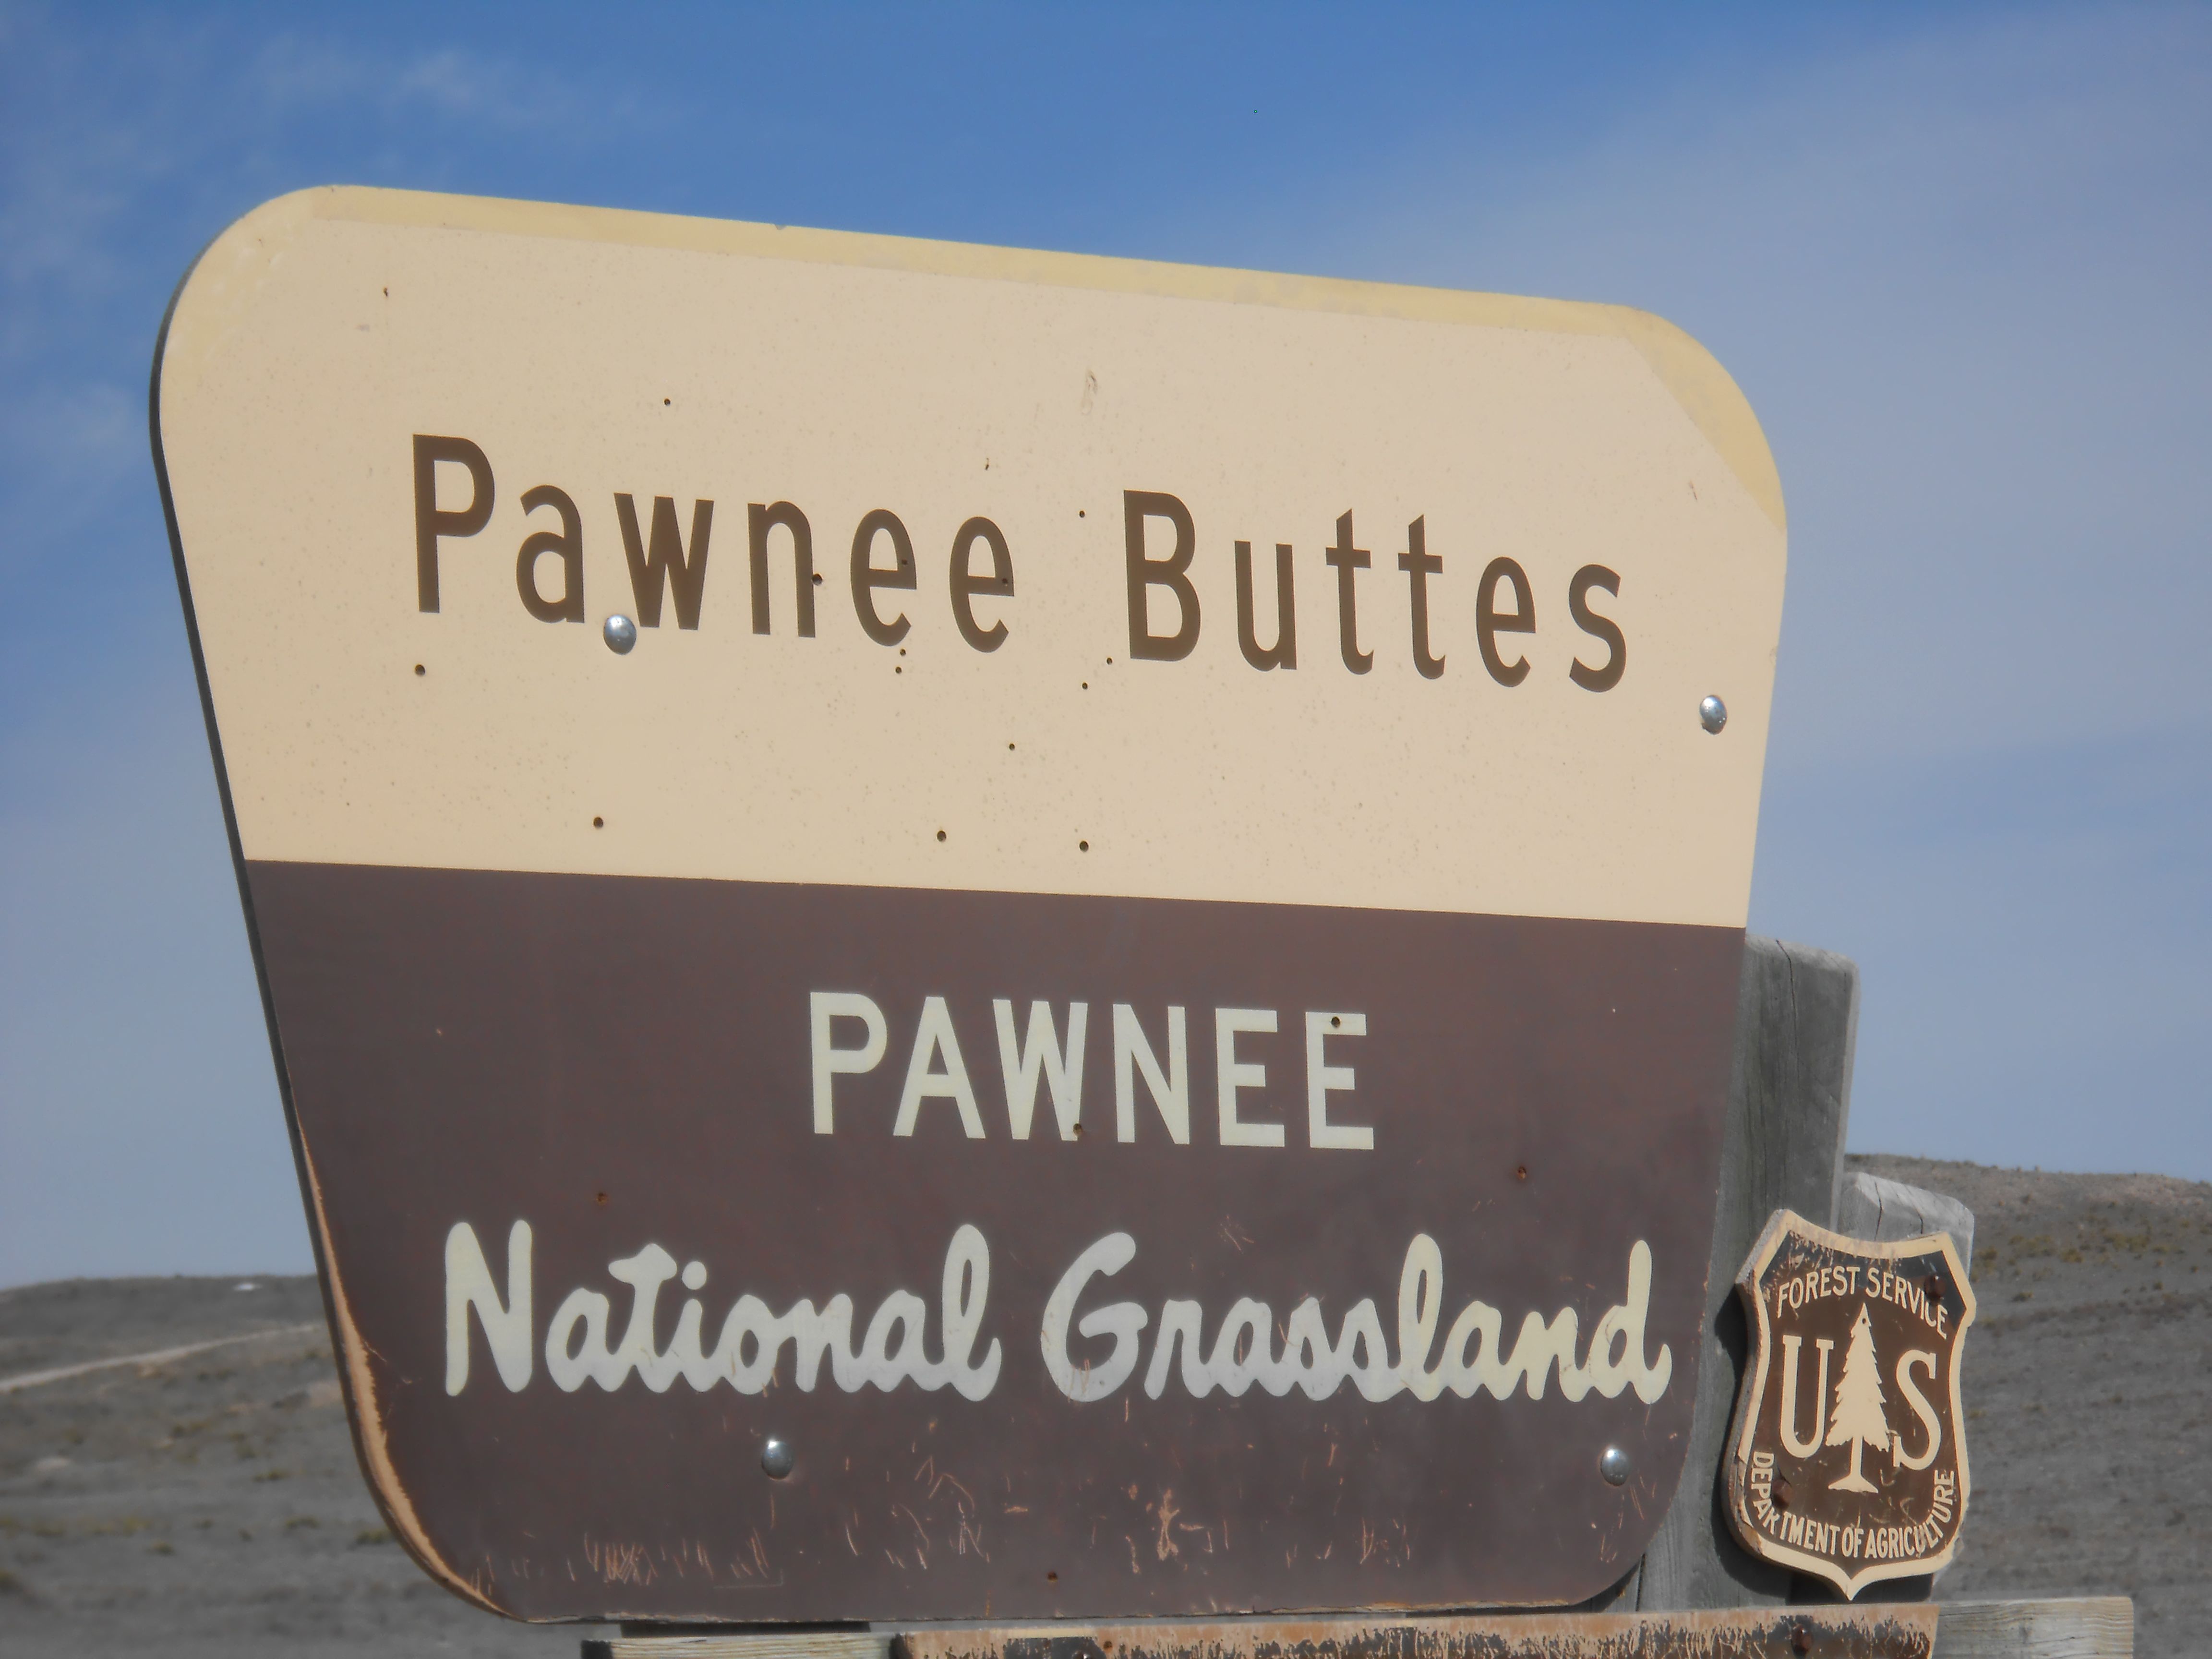 Pawnee Buttes
PAWNEE
National Grassland
FOREST SERVICE
U S
DEPARTMENT OF AGRICULTURE